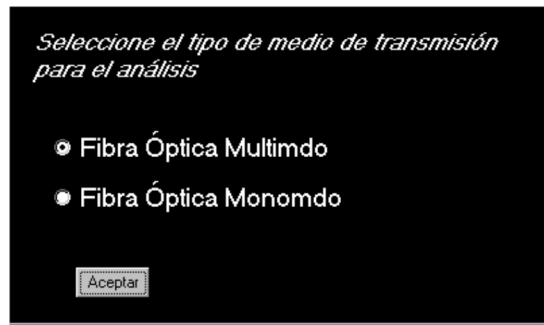 Seleccione el tipo de medio de transmisión
para el análisis
Fibra Óptica Multimdo
Fibra Óptica Monomdo
Aceptar